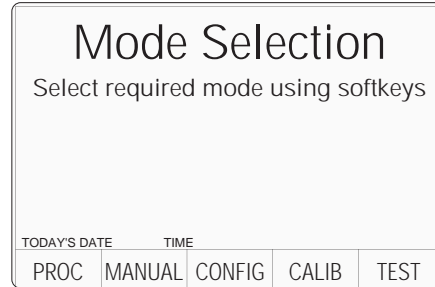 Mode Selection
Select required mode using softkeys
TODAY'S DATE TIME
PROC MANUAL CONFIG CALIB TEST